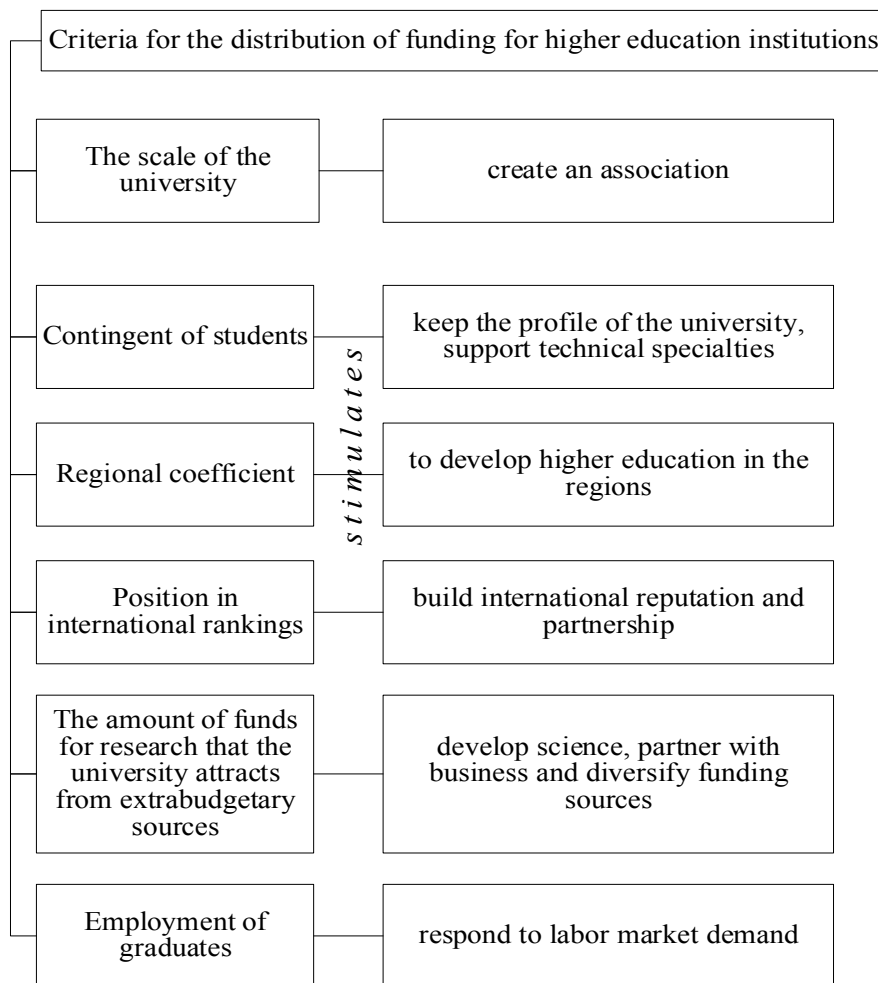 Criteria for the distribution of funding for higher education institutions
The scale of the
university
create an association
Contingent of students
keep the profile of the university,
support technical specialties
stimulates
Regional coefficient
to develop higher education in the
regions
Position in
international rankings
build international reputation and
partnership
The amount of funds
for research that the
university attracts
from extrabudgetary
sources
develop science, partner with
business and diversify funding
sources
Employment of
graduates
respond to labor market demand